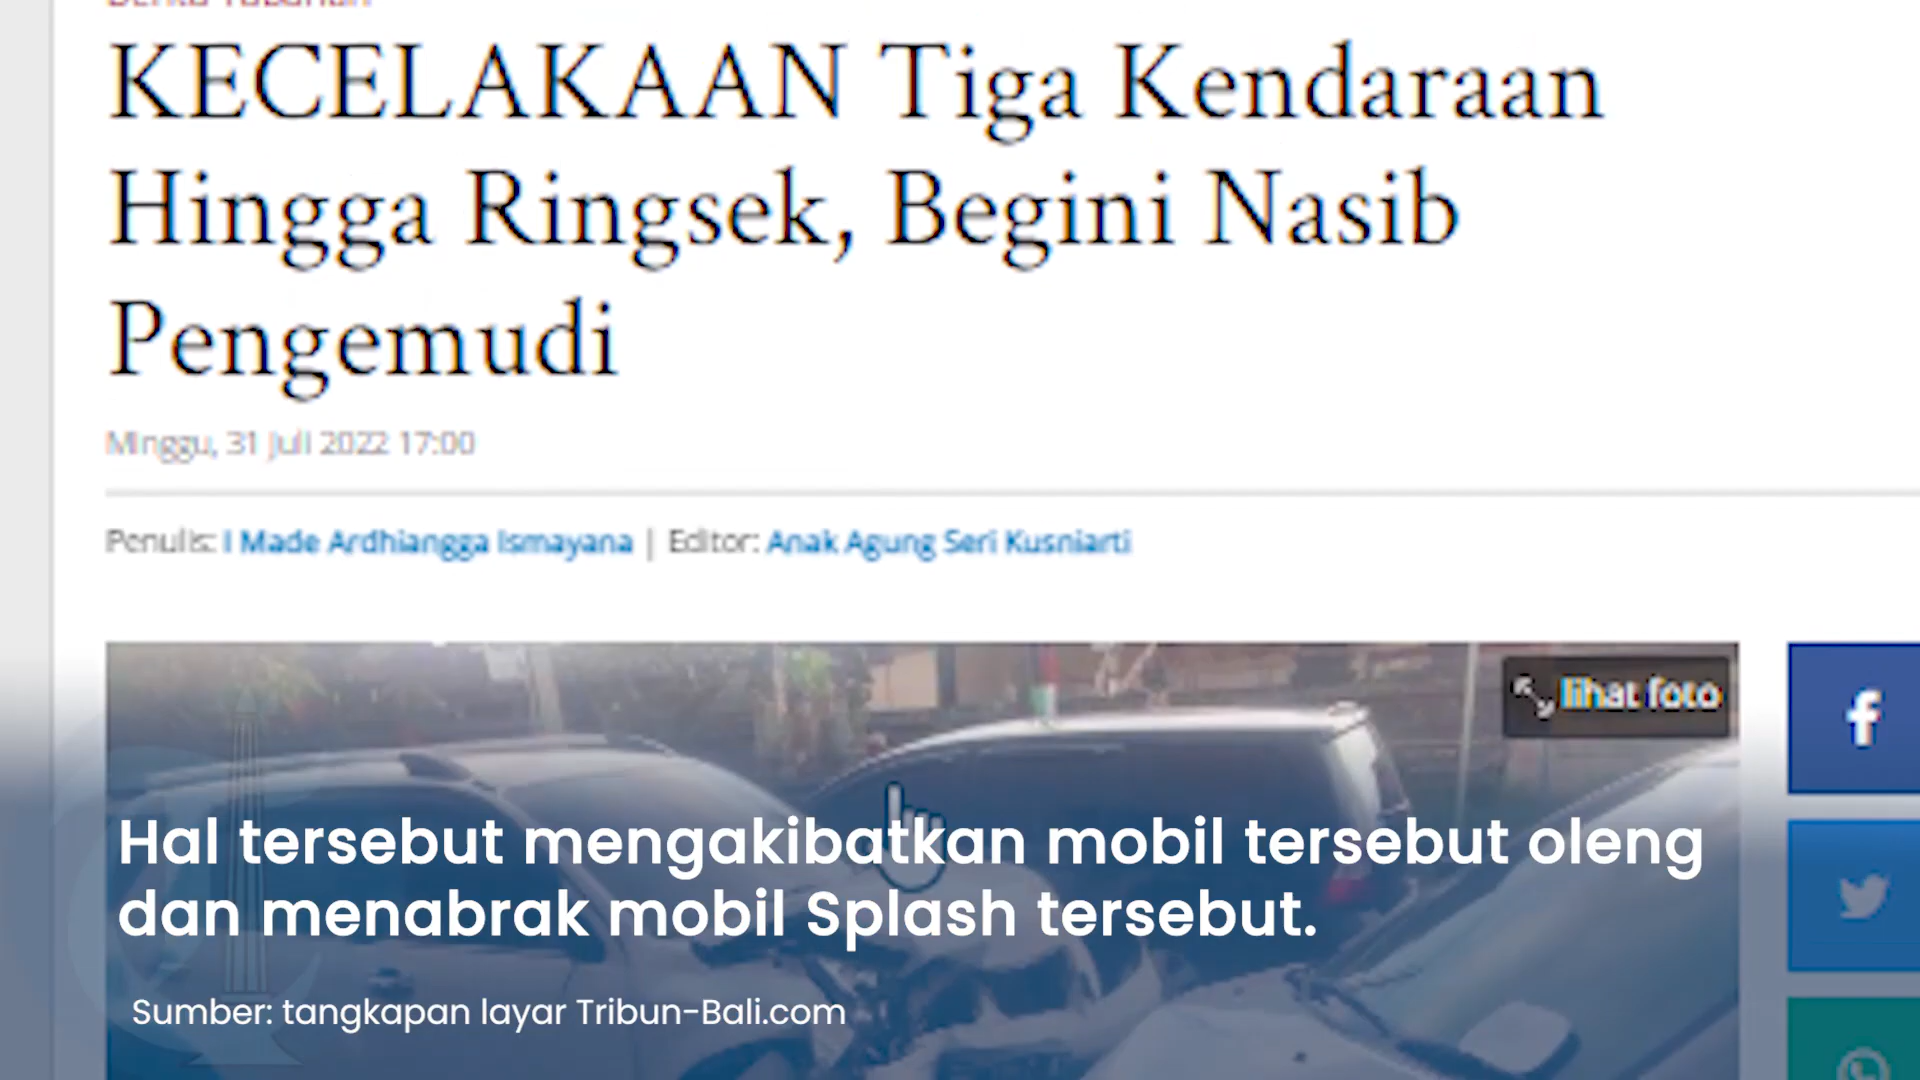 Berita Tabanan
KECELAKAAN Tiga Kendaraan
Hingga Ringsek, Begini Nasib
Pengemudi
Minggu, 31 Juli 2022 17:00
Penulis: I Made Ardhiangga Ismayana | Editor: Anak Agung Seri Kusniarti
lihat foto
Hal tersebut mengakibatkan mobil tersebut oleng
dan menabrak mobil Splash tersebut.
Sumber: tangkapan layar Tribun-Bali.com